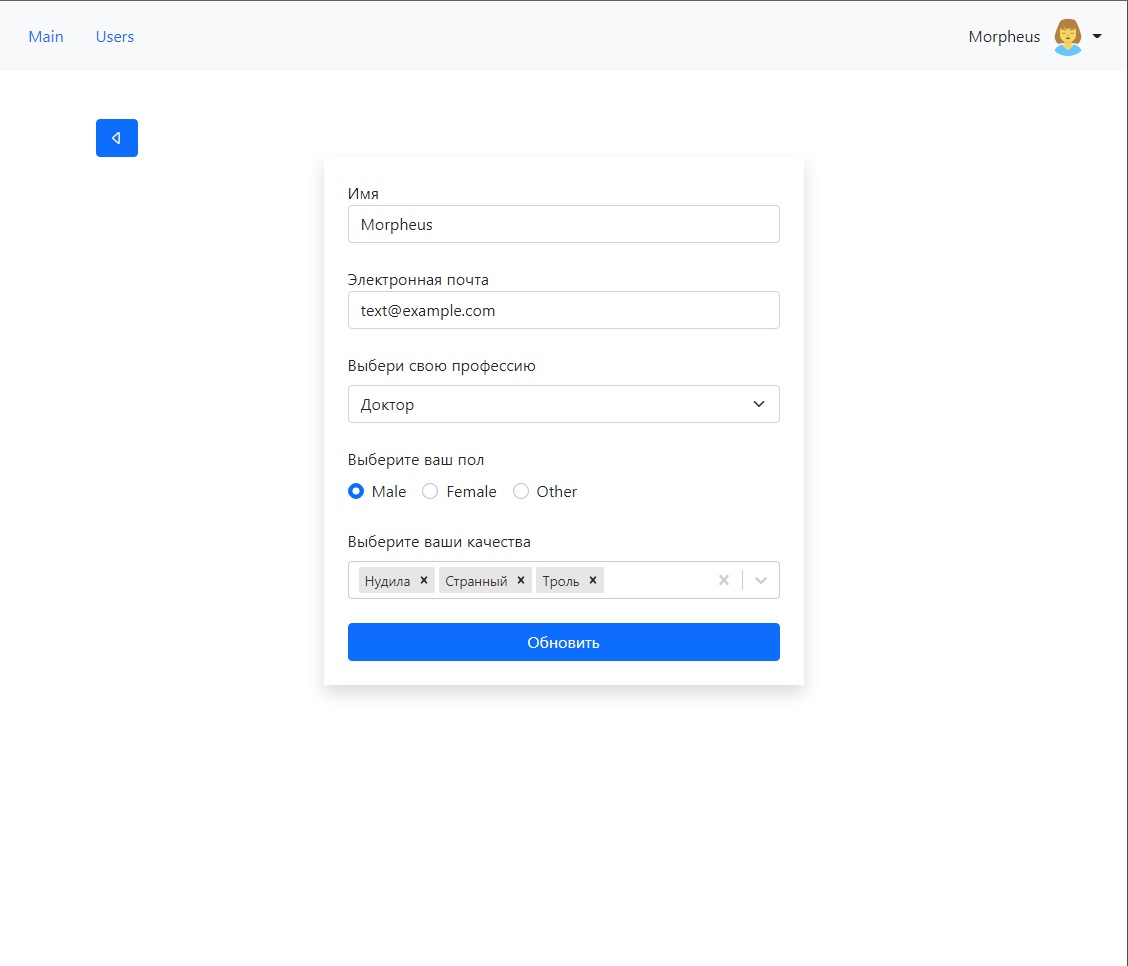 Main Users Morpheus
Имя
Morpheus
Электронная почта
text@example.com
Выбери свою профессию
Доктор
Выберите ваш пол
Male Female Other
Выберите ваши качества
Нудила Странный Троль
Обновить